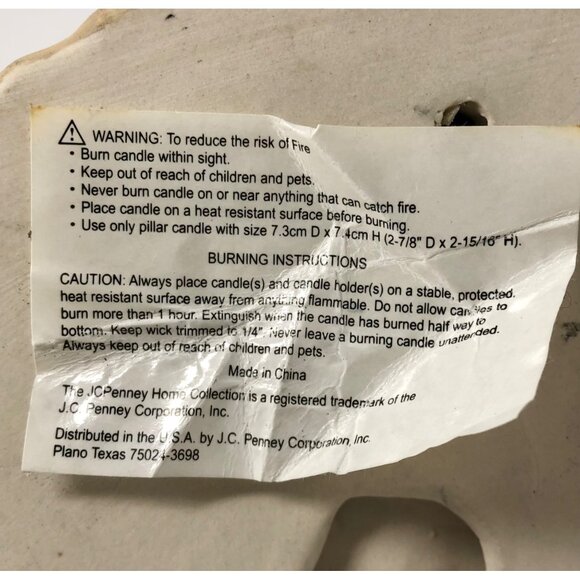 ⚠ WARNING: To reduce the risk of Fire
• Burn candle within sight.
• Keep out of reach of children and pets.
• Never burn candle on or near anything that can catch fire.
• Place candle on a heat resistant surface before burning.
• Use only pillar candle with size 7.3cm D x 7.4cm H (2-7/8" D x 2-15/16" H).
BURNING INSTRUCTIONS
CAUTION: Always place candle(s) and candle holder(s) on a stable, protected,
heat resistant surface away from anything flammable. Do not allow candles to
burn more than 1 hour. Extinguish when the candle has burned half way to
bottom. Keep wick trimmed to 1/4". Never leave a burning candle unattended.
Always keep out of reach of children and pets.
Made in China
The JCPenney Home Collection is a registered trademark of the
J.C. Penney Corporation, Inc.
Distributed in the U.S.A. by J.C. Penney Corporation, Inc.
Plano Texas 75024-3698